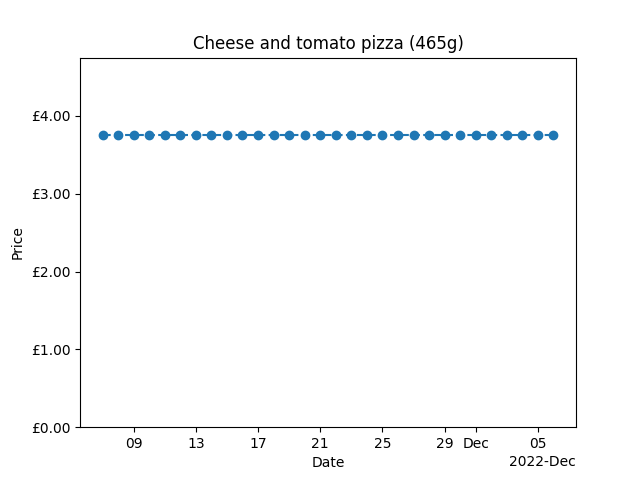 Cheese and tomato pizza (465g)
£4.00
£3.00
£2.00
£1.00
£0.00
Price
09 13 17 21 25 29 Dec 05
Date
2022-Dec